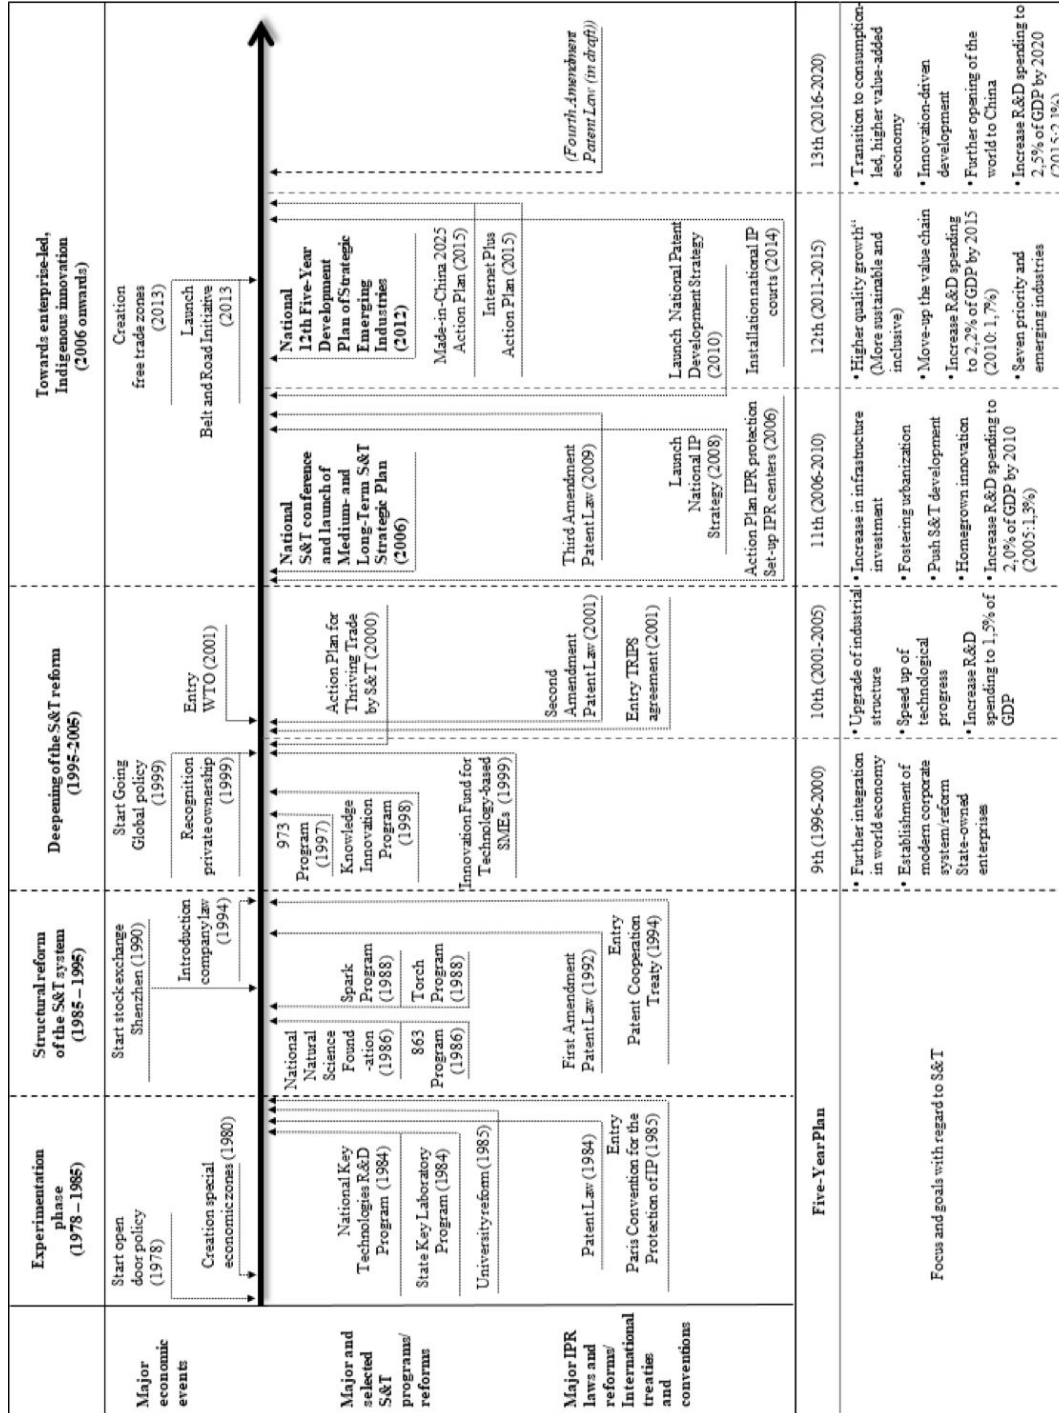 Experimentation
phase
(1978 – 1985)
Structural reform
of the S&T system
(1985 – 1995)
Deepening of the S&T reform
(1995-2005)
Towards enterprise-led,
Indigenous innovation
(2006 onwards)
Major
economic
events
Start open
door policy
(1978)
Creation special
economic zones (1980)
Start stock exchange
Shenzhen (1990)
Introduction
company law
(1994)
Start Going
Global policy
(1999)
Recognition
private ownership
(1999)
Entry
WTO (2001)
Creation
free trade zones
(2013)
Launch
Belt and Road Initiative
(2013
Major and
selected
S&T
programs/
reforms
National Key
Technologies R&D
Program (1984)
State Key Laboratory
Program (1984)
University reform (1985)
National
Natural
Science
Found
-ation
(1986)
863
Program
(1986)
Spark
Program
(1988)
Torch
Program
(1988)
973
Program
(1997)
Knowledge
Innovation
Program
(1998)
Innovation Fund for
Technology-based
SMEs (1999)
Action Plan for
Thriving Trade
by S&T (2000)
National
S&T conference
and launch of
Medium- and
Long-Term S&T
Strategic Plan
(2006)
National
12th Five-Year
Development
Plan of Strategic
Emerging
Industries
(2012)
Made-in-China 2025
Action Plan (2015)
Internet Plus
Action Plan (2015)
Major IPR
laws and
reforms/
International
treaties
and
conventions
Patent Law (1984)
Entry
Paris Convention for the
Protection of IP (1985)
First Amendment
Patent Law (1992)
Entry
Patent Cooperation
Treaty (1994)
Second
Amendment
Patent Law (2001)
Entry TRIPS
agreement (2001)
Third Amendment
Patent Law (2009)
Launch
National IP
Strategy (2008)
Action Plan IPR protection
Set-up IPR centers (2006)
Launch National Patent
Development Strategy
(2010)
Installation national IP
courts (2014)
(Fourth Amendment
Patent Law (in draft))
Five-Year Plan
9th (1996-2000)
10th (2001-2005)
11th (2006-2010)
12th (2011-2015)
13th (2016-2020)
Focus and goals with regard to S&T
• Further integration
in world economy
• Establishment of
modern corporate
system/reform
State-owned
enterprises
• Upgrade of industrial
structure
• Speed up of
technological
progress
• Increase R&D
spending to 1,5% of
GDP
• Increase in infrastructure
investment
• Fostering urbanization
• Push S&T development
• Homegrown innovation
• Increase R&D spending to
2,0% of GDP by 2010
(2005:1,3%)
• Higher quality growth“
(More sustainable and
inclusive)
• Move-up the value chain
• Increase R&D spending
to 2,2% of GDP by 2015
(2010: 1,7%)
• Seven priority and
emerging industries
• Transition to consumption-
led, higher value-added
economy
• Innovation-driven
development
• Further opening of the
world to China
• Increase R&D spending to
2,5% of GDP by 2020
(2015:2,1%)